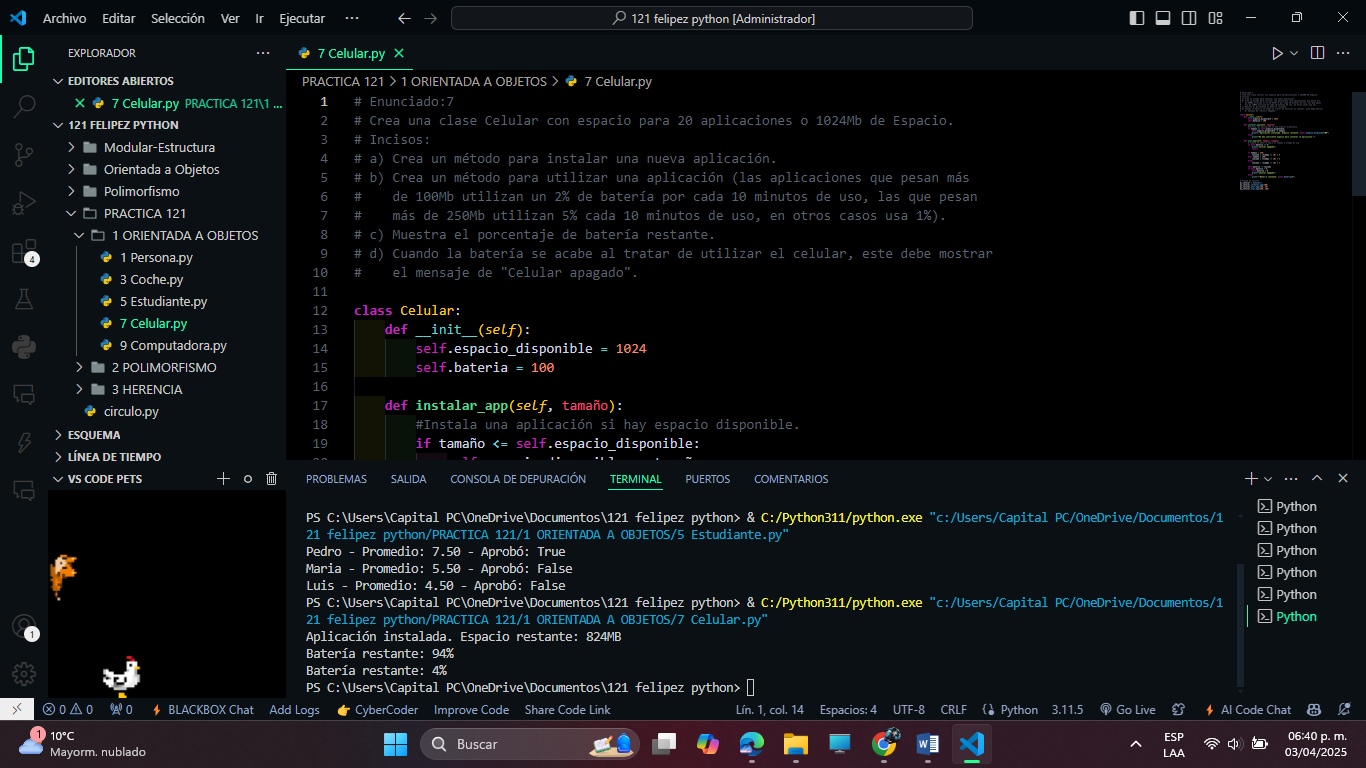 Archivo Editar Selección Ver Ir Ejecutar ···
121 felipez python [Administrador]
EXPLORADOR
EDITORES ABIERTOS
7 Celular.py PRACTICA 121\1 ...
121 FELIPEZ PYTHON
Modular-Estructura
Orientada a Objetos
Polimorfismo
PRACTICA 121
1 ORIENTADA A OBJETOS
1 Persona.py
3 Coche.py
5 Estudiante.py
7 Celular.py
9 Computadora.py
2 POLIMORFISMO
3 HERENCIA
circulo.py
ESQUEMA
LÍNEA DE TIEMPO
VS CODE PETS
4
1
7 Celular.py
PRACTICA 121 > 1 ORIENTADA A OBJETOS > 7 Celular.py
1 # Enunciado:7
2 # Crea una clase Celular con espacio para 20 aplicaciones o 1024Mb de Espacio.
3 # Incisos:
4 # a) Crea un método para instalar una nueva aplicación.
5 # b) Crea un método para utilizar una aplicación (las aplicaciones que pesan más
6 #    de 100Mb utilizan un 2% de batería por cada 10 minutos de uso, las que pesan
7 #    más de 250Mb utilizan 5% cada 10 minutos de uso, en otros casos usa 1%).
8 # c) Muestra el porcentaje de batería restante.
9 # d) Cuando la batería se acabe al tratar de utilizar el celular, este debe mostrar
10 #    el mensaje de "Celular apagado".
11
12 class Celular:
13     def __init__(self):
14         self.espacio_disponible = 1024
15         self.bateria = 100
16
17     def instalar_app(self, tamaño):
18         #Instala una aplicación si hay espacio disponible.
19         if tamaño <= self.espacio_disponible:
PROBLEMAS SALIDA CONSOLA DE DEPURACIÓN TERMINAL PUERTOS COMENTARIOS
PS C:\Users\Capital PC\OneDrive\Documentos\121 felipez python> & C:/Python311/python.exe "c:/Users/Capital PC/OneDrive/Documentos/1
21 felipez python/PRACTICA 121/1 ORIENTADA A OBJETOS/5 Estudiante.py"
Pedro - Promedio: 7.50 - Aprobó: True
Maria - Promedio: 5.50 - Aprobó: False
Luis - Promedio: 4.50 - Aprobó: False
PS C:\Users\Capital PC\OneDrive\Documentos\121 felipez python> & C:/Python311/python.exe "c:/Users/Capital PC/OneDrive/Documentos/1
21 felipez python/PRACTICA 121/1 ORIENTADA A OBJETOS/7 Celular.py"
Aplicación instalada. Espacio restante: 824MB
Batería restante: 94%
Batería restante: 4%
PS C:\Users\Capital PC\OneDrive\Documentos\121 felipez python>
Python
Python
Python
Python
Python
Python
0 0 0 BLACKBOX Chat Add Logs CyberCoder Improve Code Share Code Link Lín. 1, col. 14 Espacios: 4 UTF-8 CRLF Python 3.11.5 Go Live AI Code Chat
1
10°C
Mayorm. nublado
Buscar
ESP
LAA
06:40 p. m.
03/04/2025